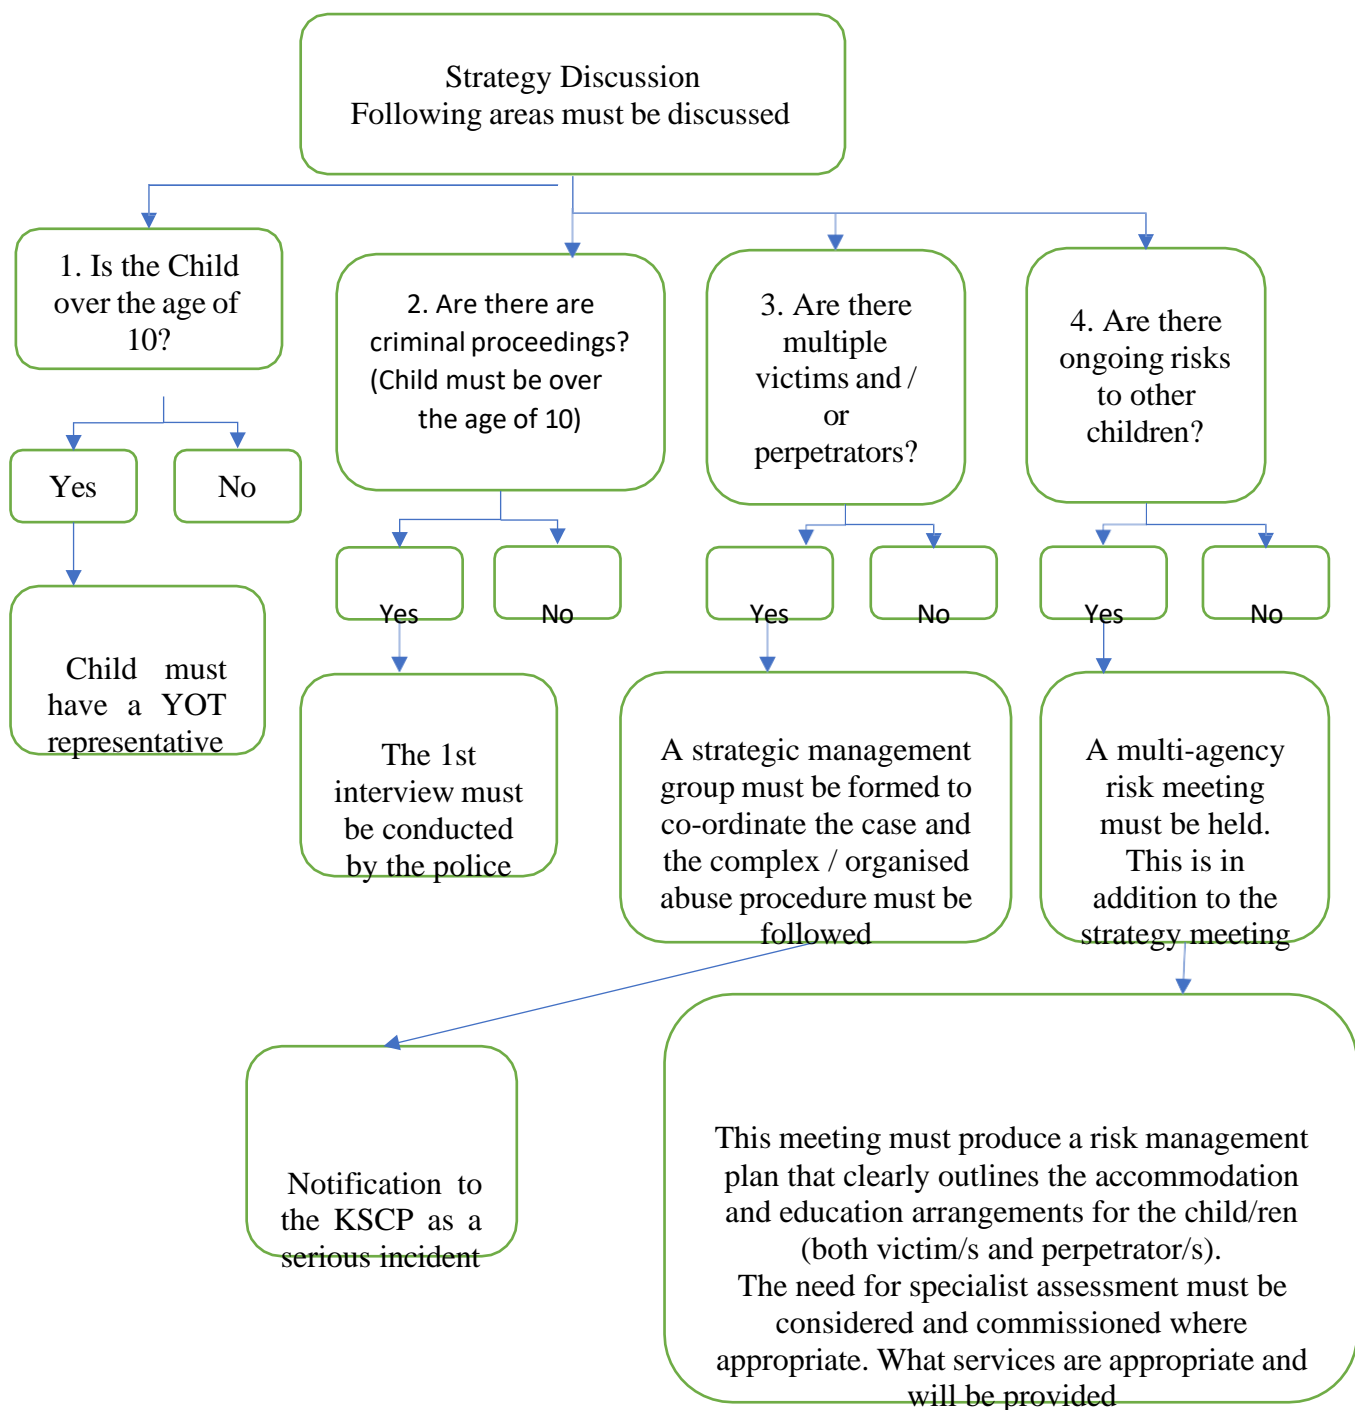 Strategy Discussion
Following areas must be discussed
1. Is the Child
over the age of
10?
2. Are there are
criminal proceedings?
(Child must be over
the age of 10)
3. Are there
multiple
victims and /
or
perpetrators?
4. Are there
ongoing risks
to other
children?
Yes
No
Yes
No
Yes
No
Yes
No
Child must
have a YOT
representative
The 1st
interview must
be conducted
by the police
A strategic management
group must be formed to
co-ordinate the case and
the complex / organised
abuse procedure must be
followed
A multi-agency
risk meeting
must be held.
This is in
addition to the
strategy meeting
Notification to
the KSCP as a
serious incident
This meeting must produce a risk management
plan that clearly outlines the accommodation
and education arrangements for the child/ren
(both victim/s and perpetrator/s).
The need for specialist assessment must be
considered and commissioned where
appropriate. What services are appropriate and
will be provided